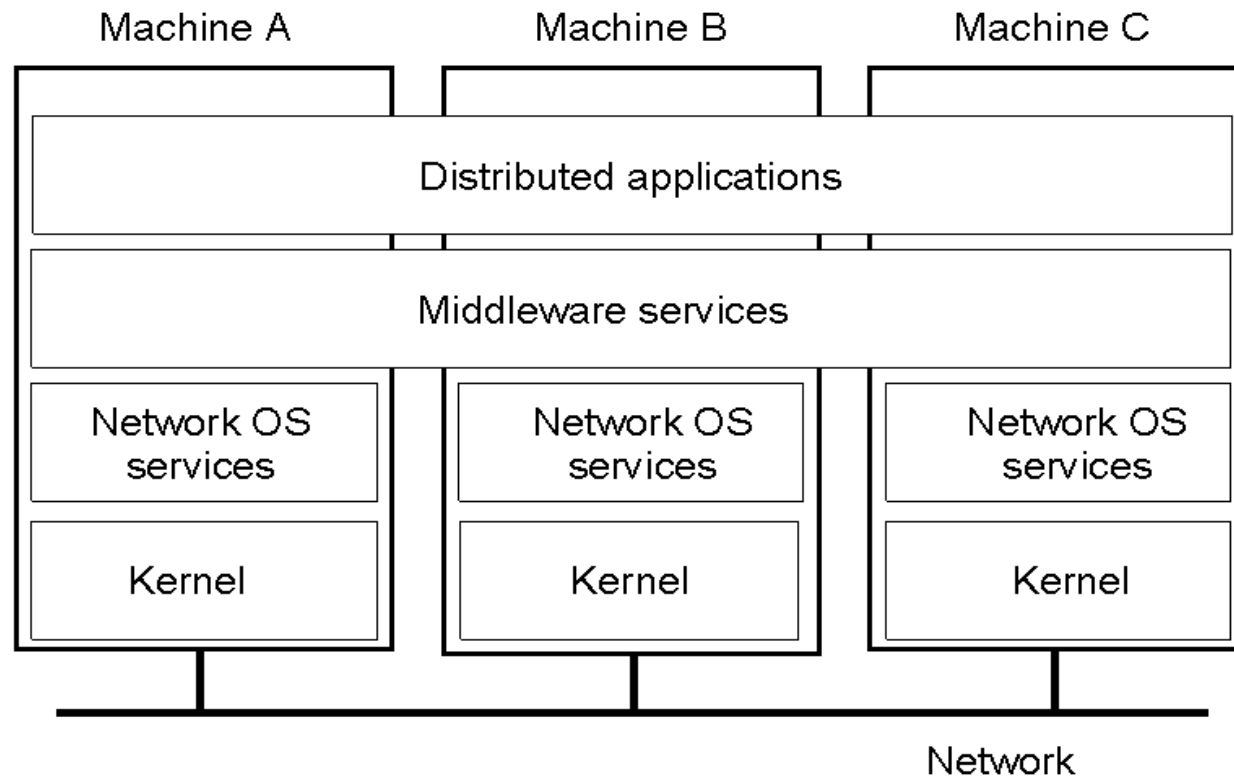 Machine A
Machine B
Machine C
Distributed applications
Middleware services
Network OS
services
Network OS
services
Network OS
services
Kernel
Kernel
Kernel
Network